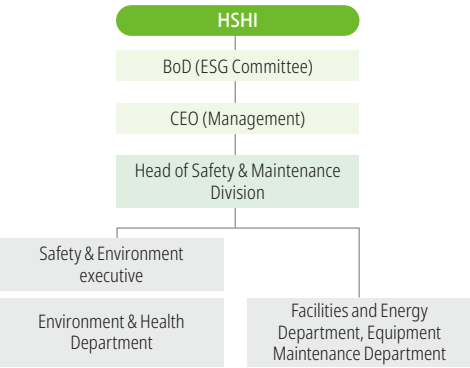 HSHI
BoD (ESG Committee)
CEO (Management)
Head of Safety & Maintenance
Division
Safety & Environment
executive
Environment & Health
Department
Facilities and Energy
Department, Equipment
Maintenance Department